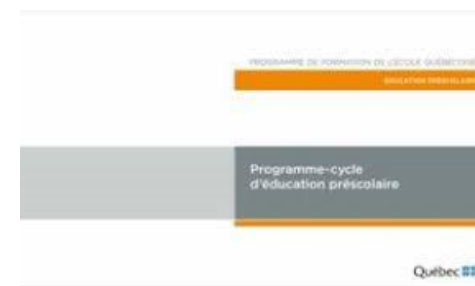 PROGRAMME DE FORMATION DE L'ÉCOLE QUÉBÉCOISE
ÉDUCATION PRÉSCOLAIRE
Programme-cycle
d'éducation préscolaire
Québec